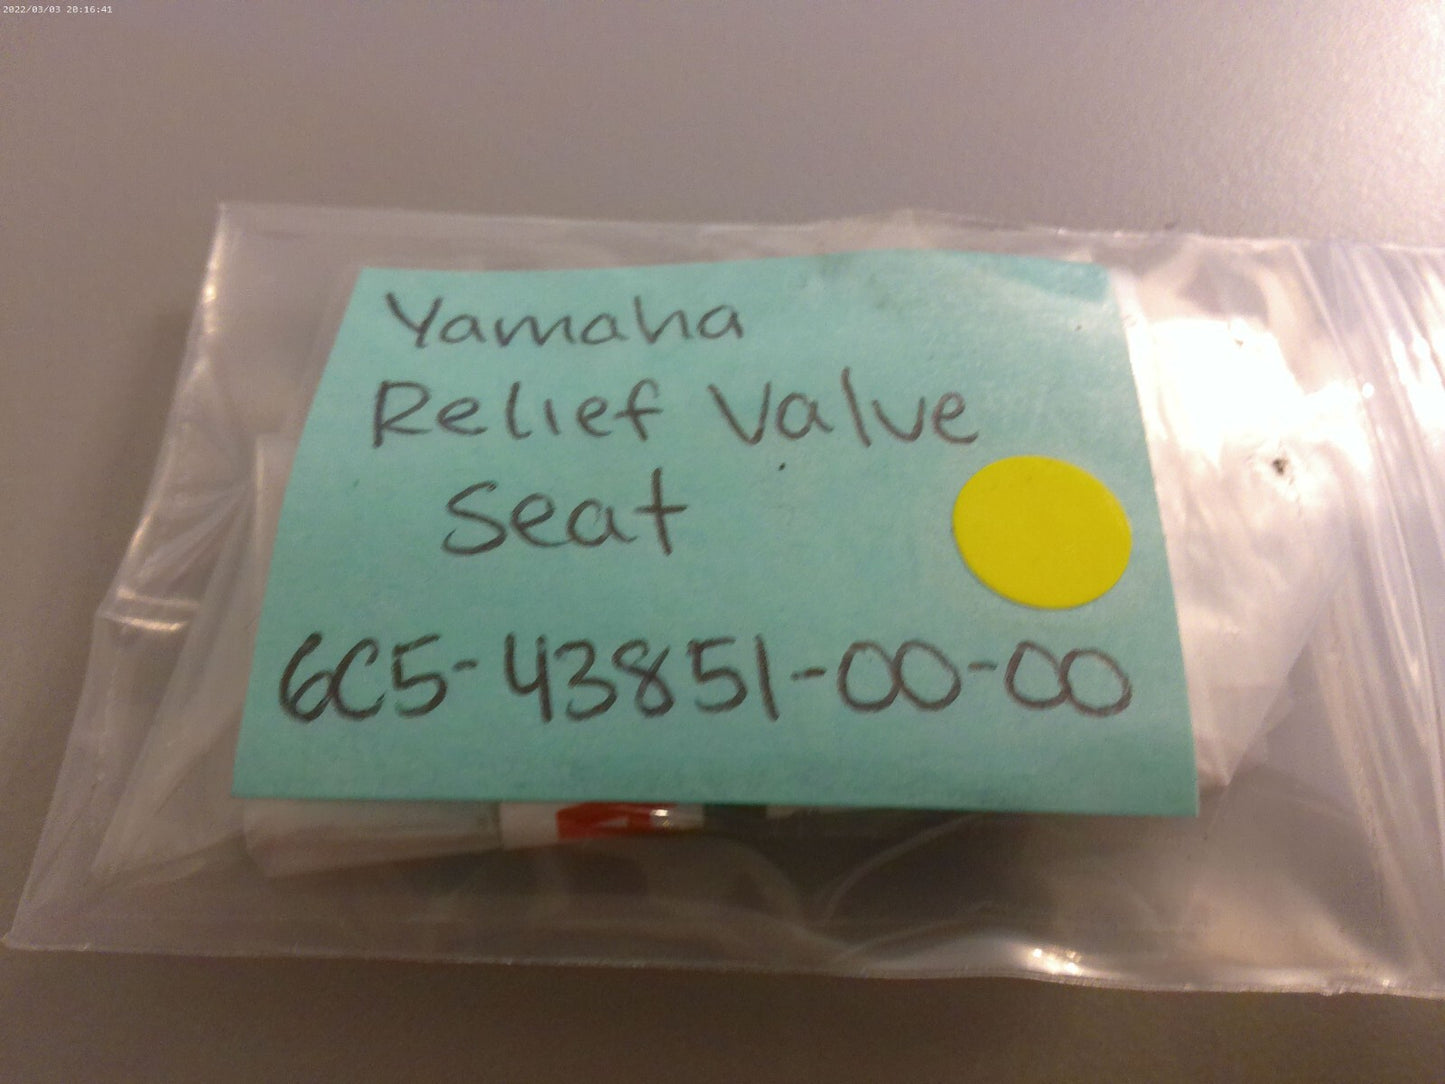 2022/03/03 20:16:41
Yamaha
Relief Valve
Seat
6C5-43851-00-00